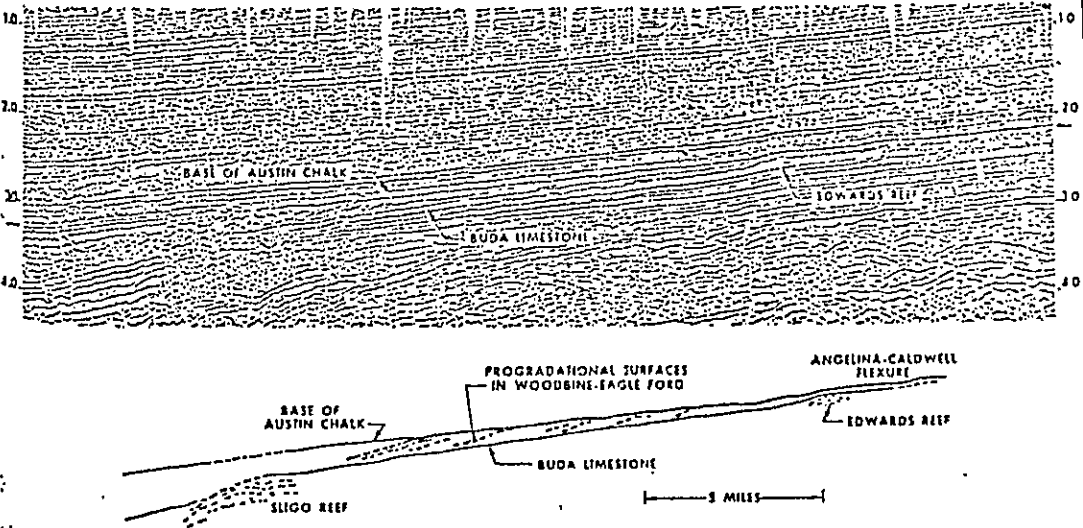 1.0
1.0
2.0
2.0
BASE OF AUSTIN CHALK
EDWARDS REEF
3.0
BUDA LIMESTONE
4.0
ANGELINA-CALDWELL
FLEXURE
PROGRADATIONAL SURFACES
IN WOODBINE-EAGLE FORD
BASE OF
AUSTIN CHALK
EDWARDS REEF
BUDA LIMESTONE
SLIGO REEF
5 MILES